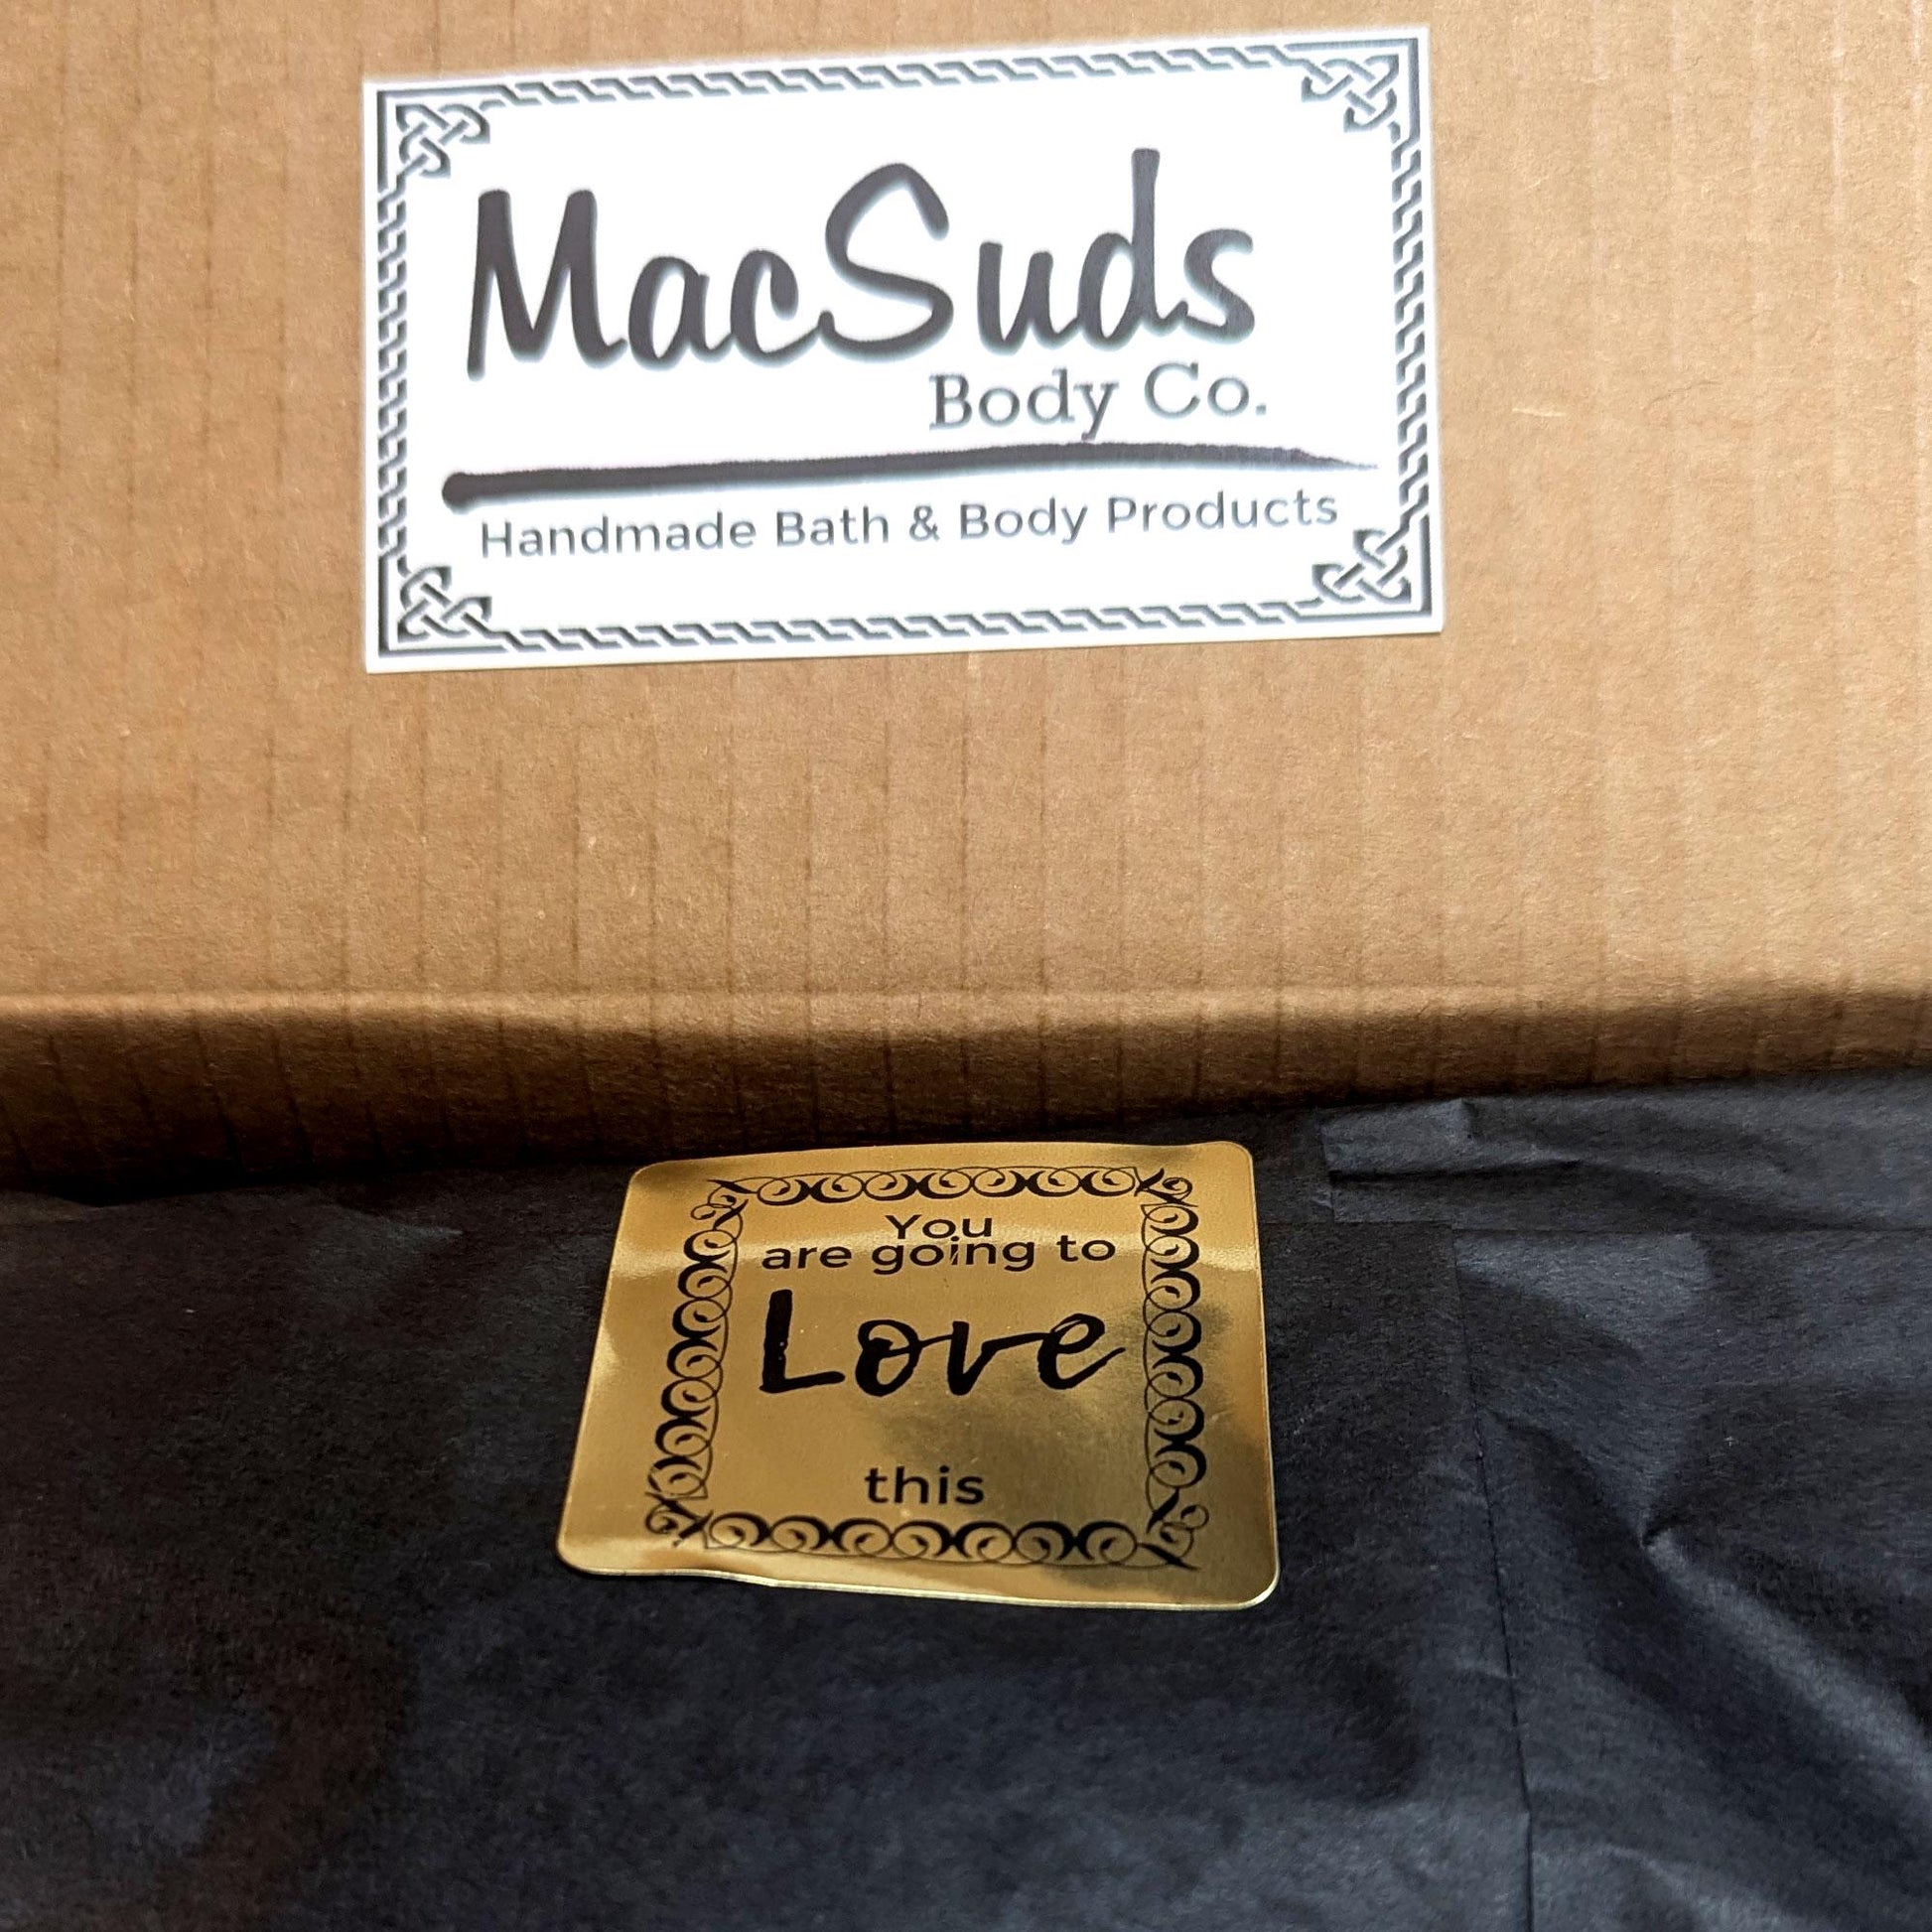 MacSuds
Body Co.
Handmade Bath & Body Products
You
are going to
Love
this